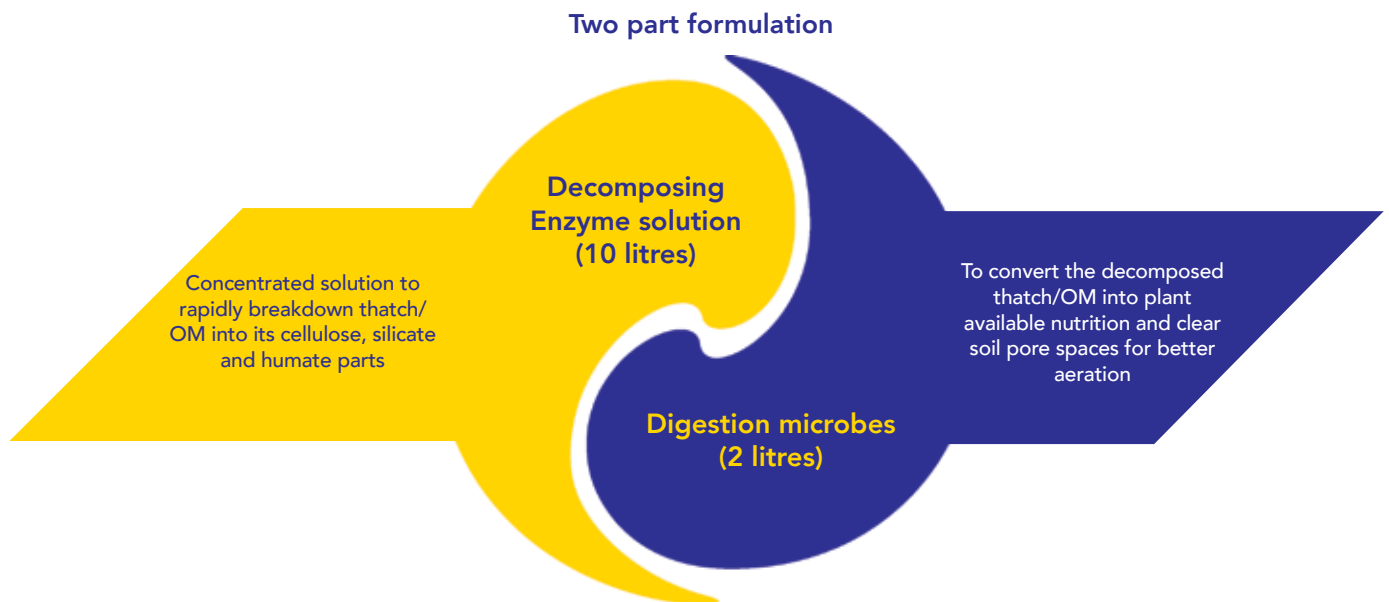 Two part formulation
Decomposing
Enzyme solution
(10 litres)
Concentrated solution to
rapidly breakdown thatch/
OM into its cellulose, silicate
and humate parts
To convert the decomposed
thatch/OM into plant
available nutrition and clear
soil pore spaces for better
aeration
Digestion microbes
(2 litres)